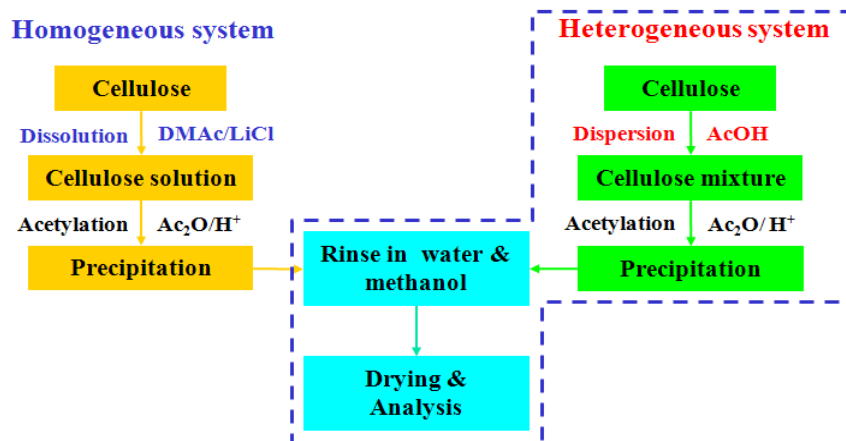 Homogeneous system
Cellulose
Dissolution DMAc/LiCl
Cellulose solution
Acetylation Ac₂O/H⁺
Precipitation
Heterogeneous system
Cellulose
Dispersion AcOH
Cellulose mixture
Acetylation Ac₂O/ H⁺
Precipitation
Rinse in water &
methanol
Drying &
Analysis